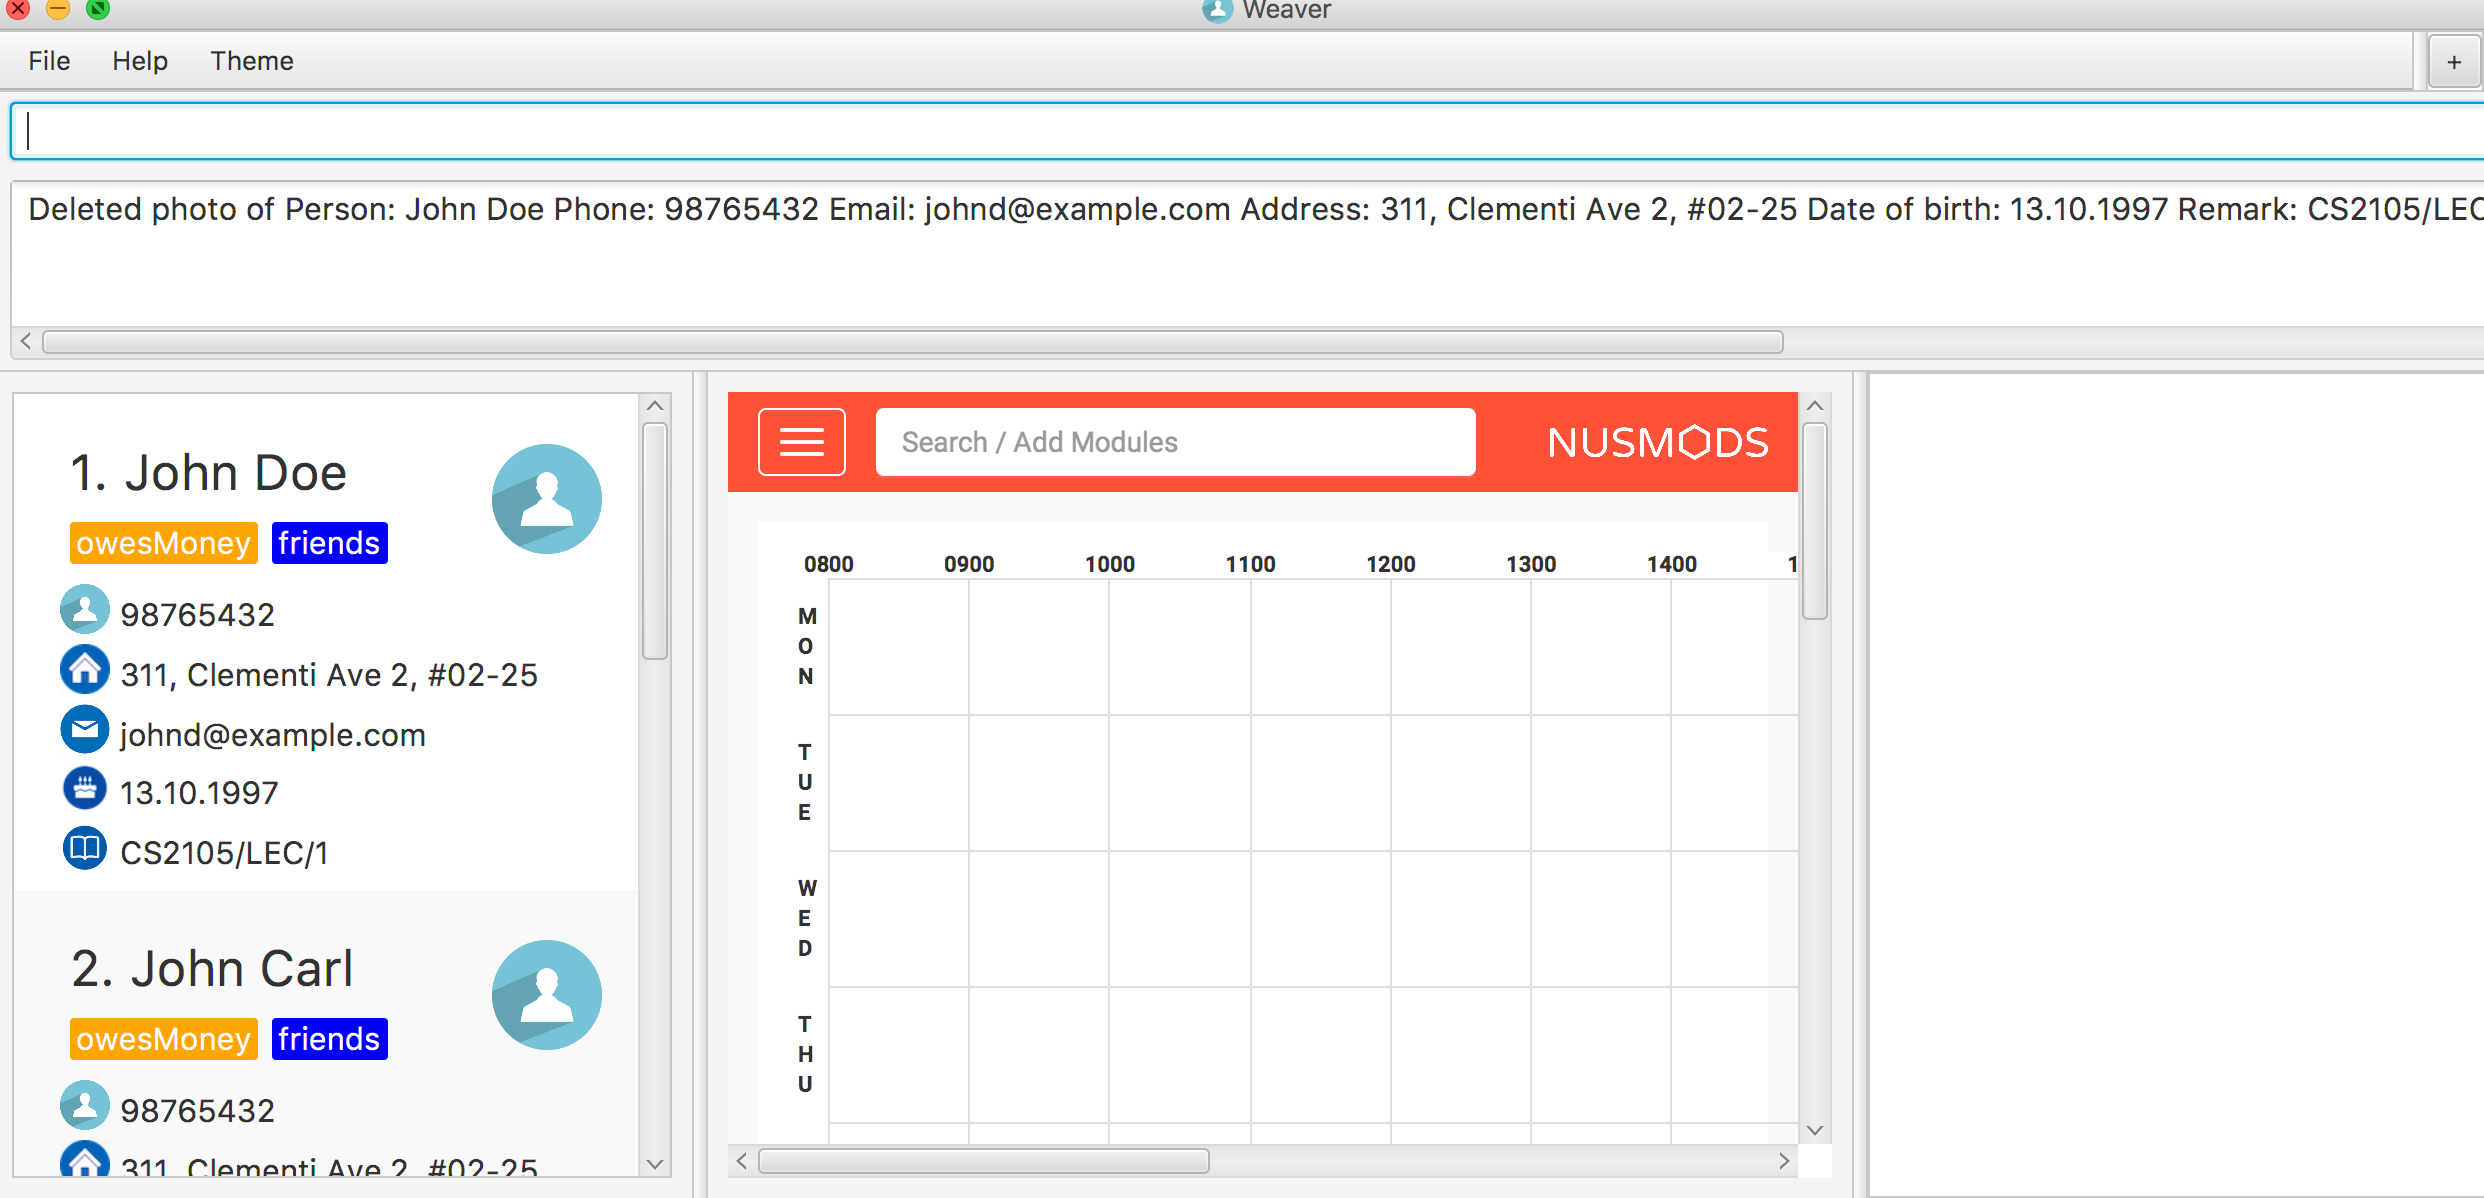 Weaver
File Help Theme
+
Deleted photo of Person: John Doe Phone: 98765432 Email: johnd@example.com Address: 311, Clementi Ave 2, #02-25 Date of birth: 13.10.1997 Remark: CS2105/LEC
1. John Doe
owesMoney friends
98765432
311, Clementi Ave 2, #02-25
johnd@example.com
13.10.1997
CS2105/LEC/1
2. John Carl
owesMoney friends
98765432
311, Clementi Ave 2, #02-25
Search / Add Modules
NUSMODS
0800 0900 1000 1100 1200 1300 1400 1
MON
TUE
WED
THU